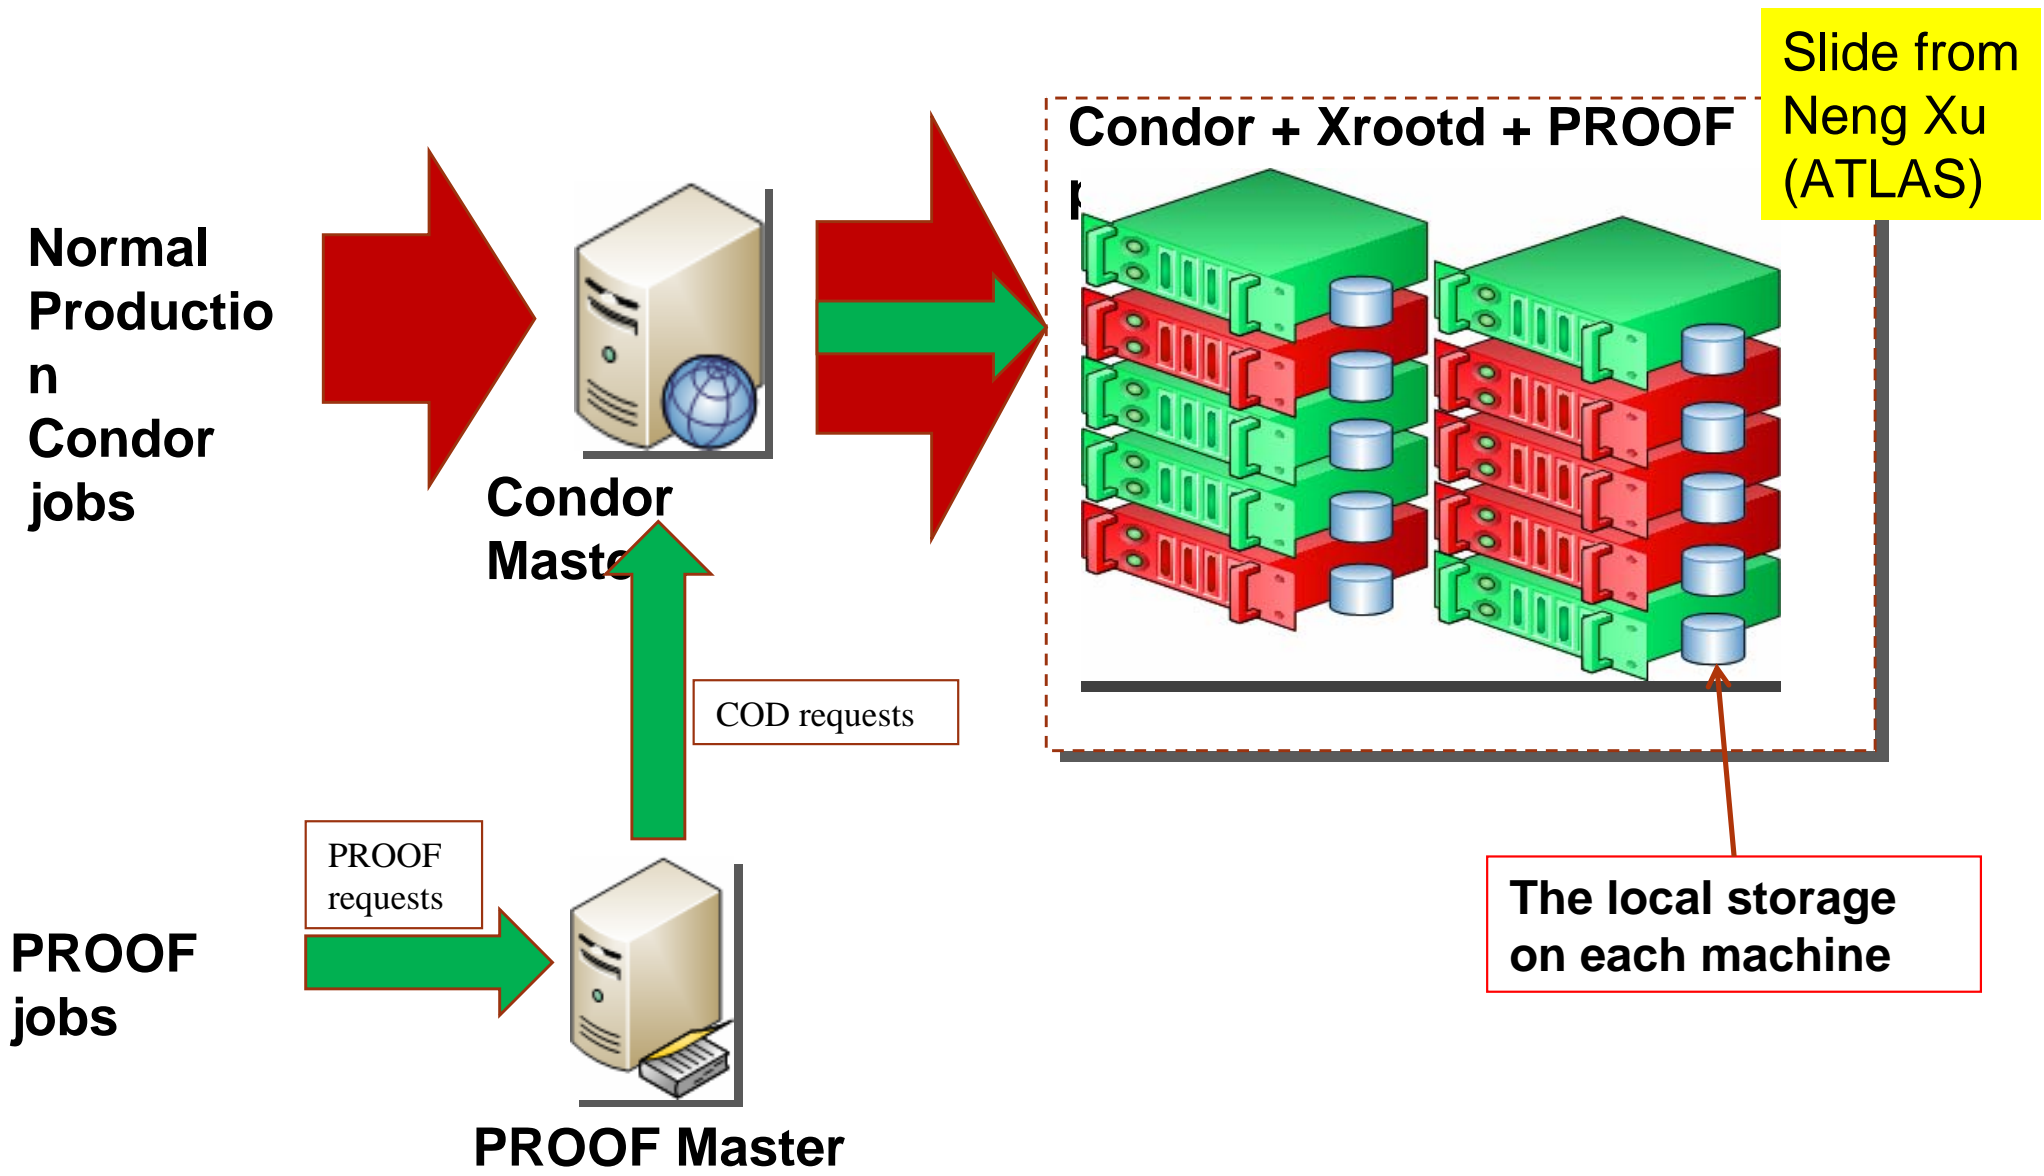 Slide from
Neng Xu
(ATLAS)
Condor + Xrootd + PROOF
Normal
Productio
n
Condor
jobs
Condor
COD requests
PROOF
requests
The local storage
on each machine
PROOF
jobs
PROOF Master